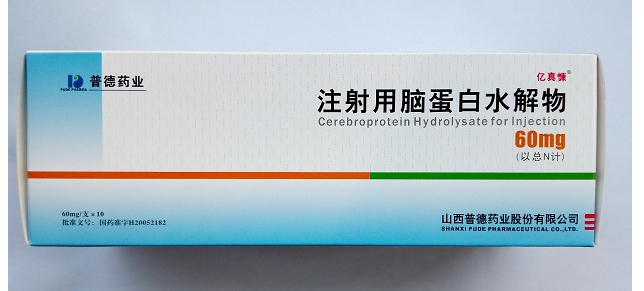 普德药业
PUDE PHARMA
亿真慷®
注射用脑蛋白水解物
Cerebroprotein Hydrolysate for Injection
60mg
(以总N计)
60mg/支×10
批准文号：国药准字H20052182
山西普德药业股份有限公司
SHANXI PUDE PHARMACEUTICAL CO.,LTD.